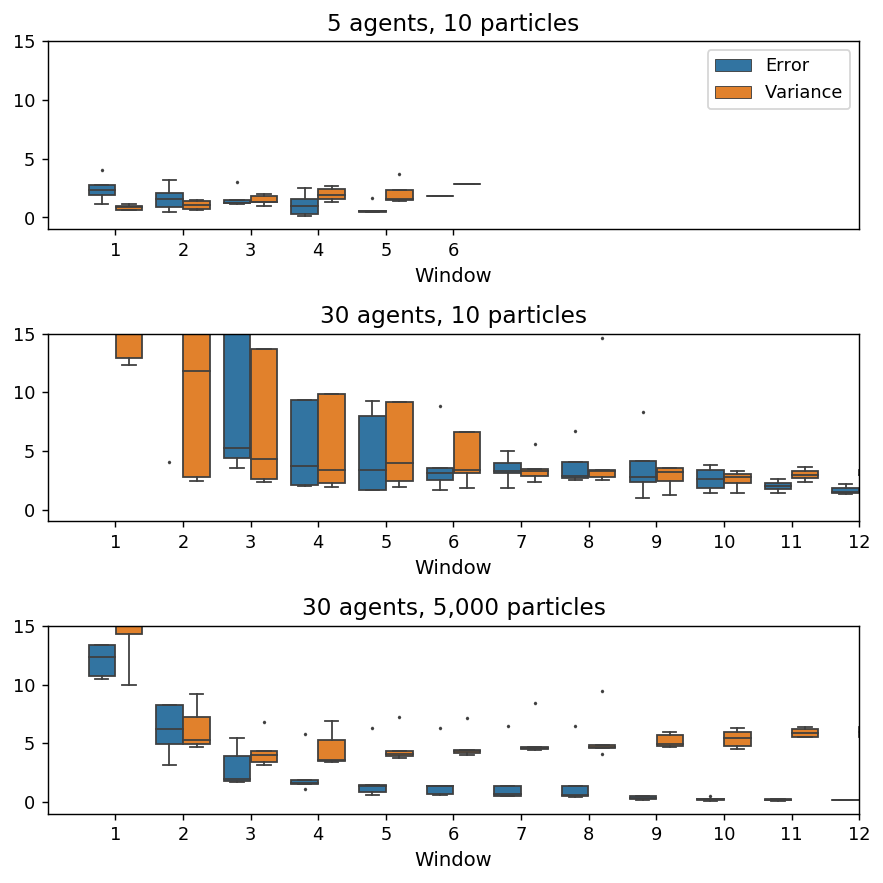 5 agents, 10 particles
15
10
5
0
Error
Variance
1 2 3 4 5 6
Window
30 agents, 10 particles
15
10
5
0
1 2 3 4 5 6 7 8 9 10 11 12
Window
30 agents, 5,000 particles
15
10
5
0
1 2 3 4 5 6 7 8 9 10 11 12
Window